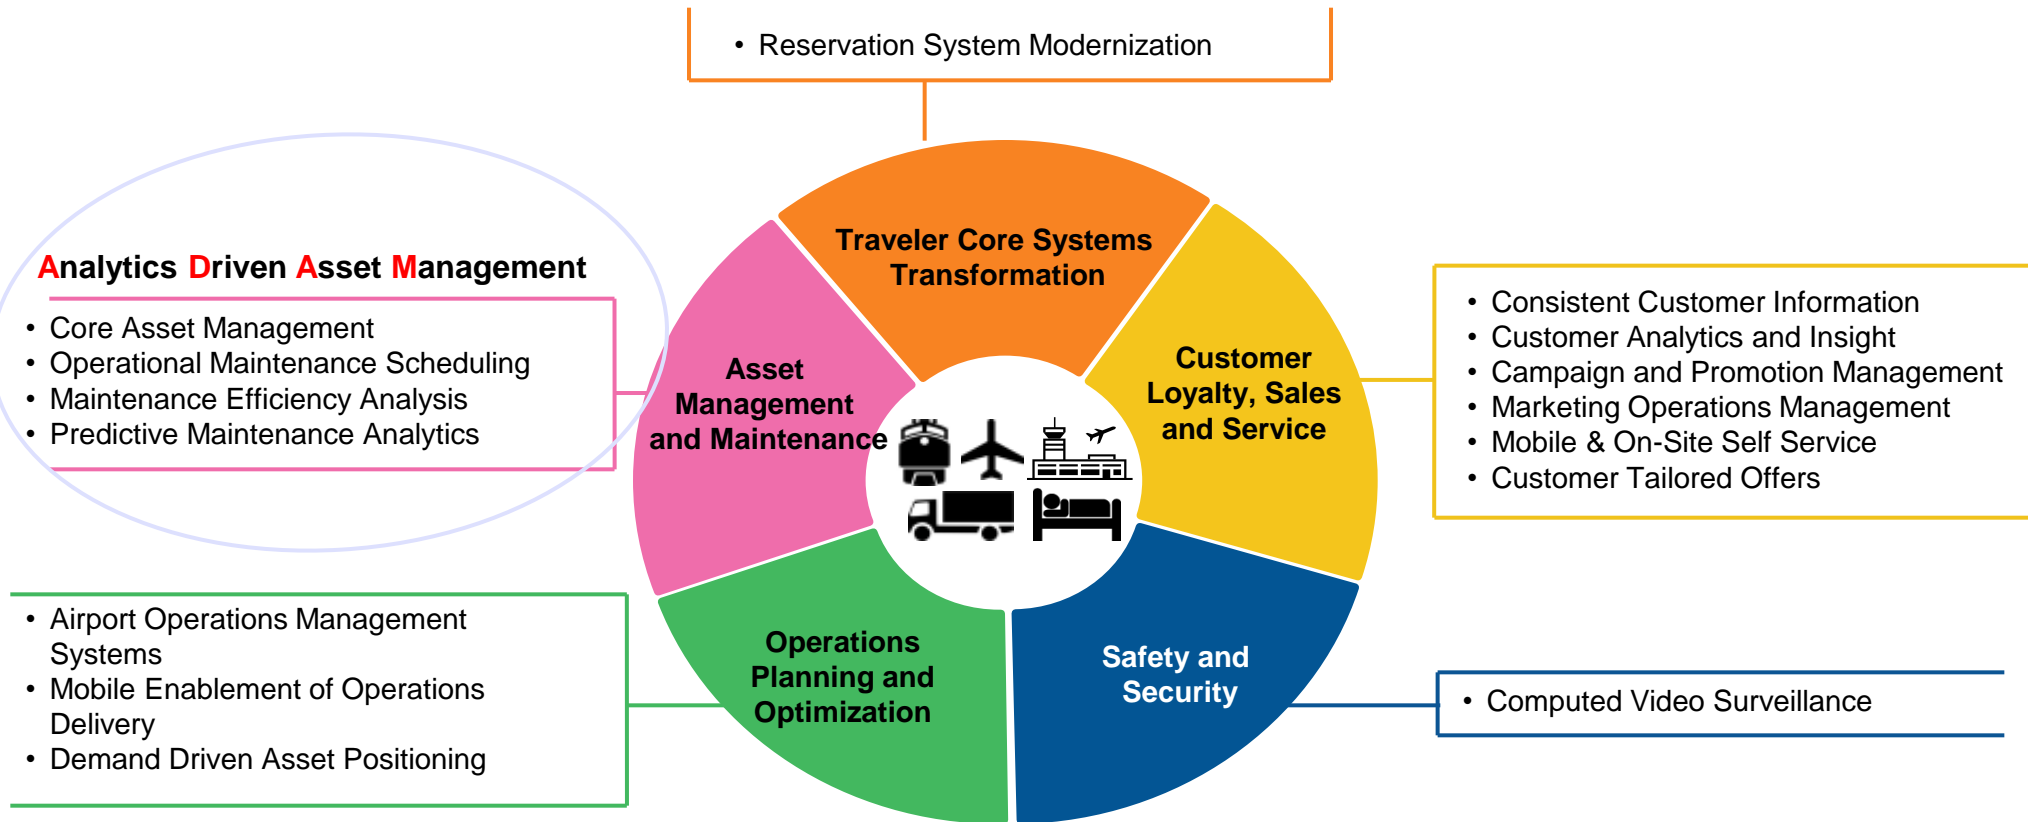 • Reservation System Modernization
Traveler Core Systems
Transformation
Analytics Driven Asset Management
• Core Asset Management
• Operational Maintenance Scheduling
• Maintenance Efficiency Analysis
• Predictive Maintenance Analytics
Asset
Management
and Maintenance
Customer
Loyalty, Sales
and Service
• Consistent Customer Information
• Customer Analytics and Insight
• Campaign and Promotion Management
• Marketing Operations Management
• Mobile & On-Site Self Service
• Customer Tailored Offers
• Airport Operations Management
Systems
• Mobile Enablement of Operations
Delivery
• Demand Driven Asset Positioning
Operations
Planning and
Optimization
Safety and
Security
• Computed Video Surveillance